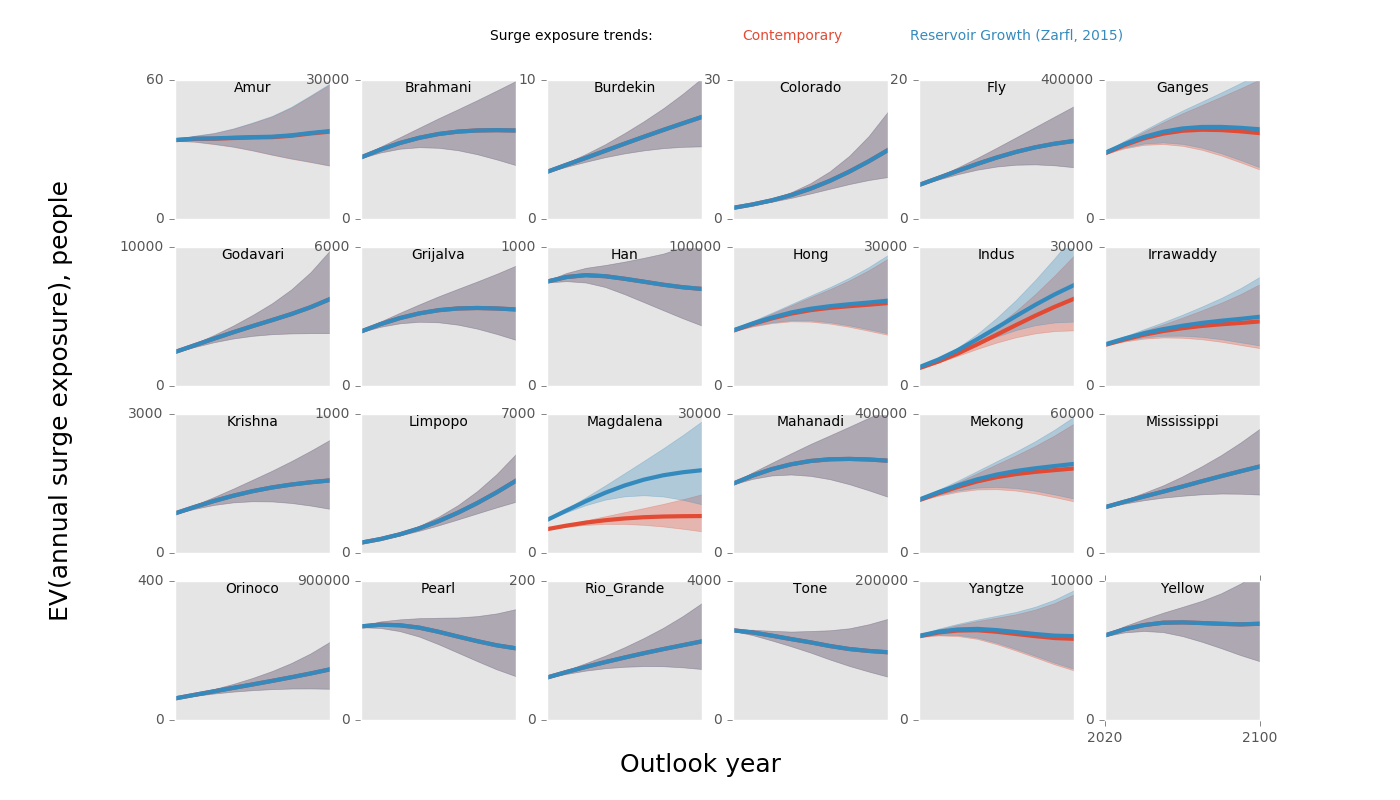 Surge exposure trends: Contemporary Reservoir Growth (Zarfl, 2015)
60 Amur 30000 Brahmani 10 Burdekin 30 Colorado 20 Fly 400000 Ganges
0 0 0 0 0 0
10000 Godavari 6000 Grijalva 1000 Han 100000 Hong 30000 Indus 30000 Irrawaddy
0 0 0 0 0 0
3000 Krishna 1000 Limpopo 7000 Magdalena 30000 Mahanadi 400000 Mekong 60000 Mississippi
0 0 0 0 0 0
400 Orinoco 900000 Pearl 200 Rio_Grande 4000 Tone 200000 Yangtze 10000 Yellow
0 0 0 0 0 0
2020 2100
EV(annual surge exposure), people
Outlook year